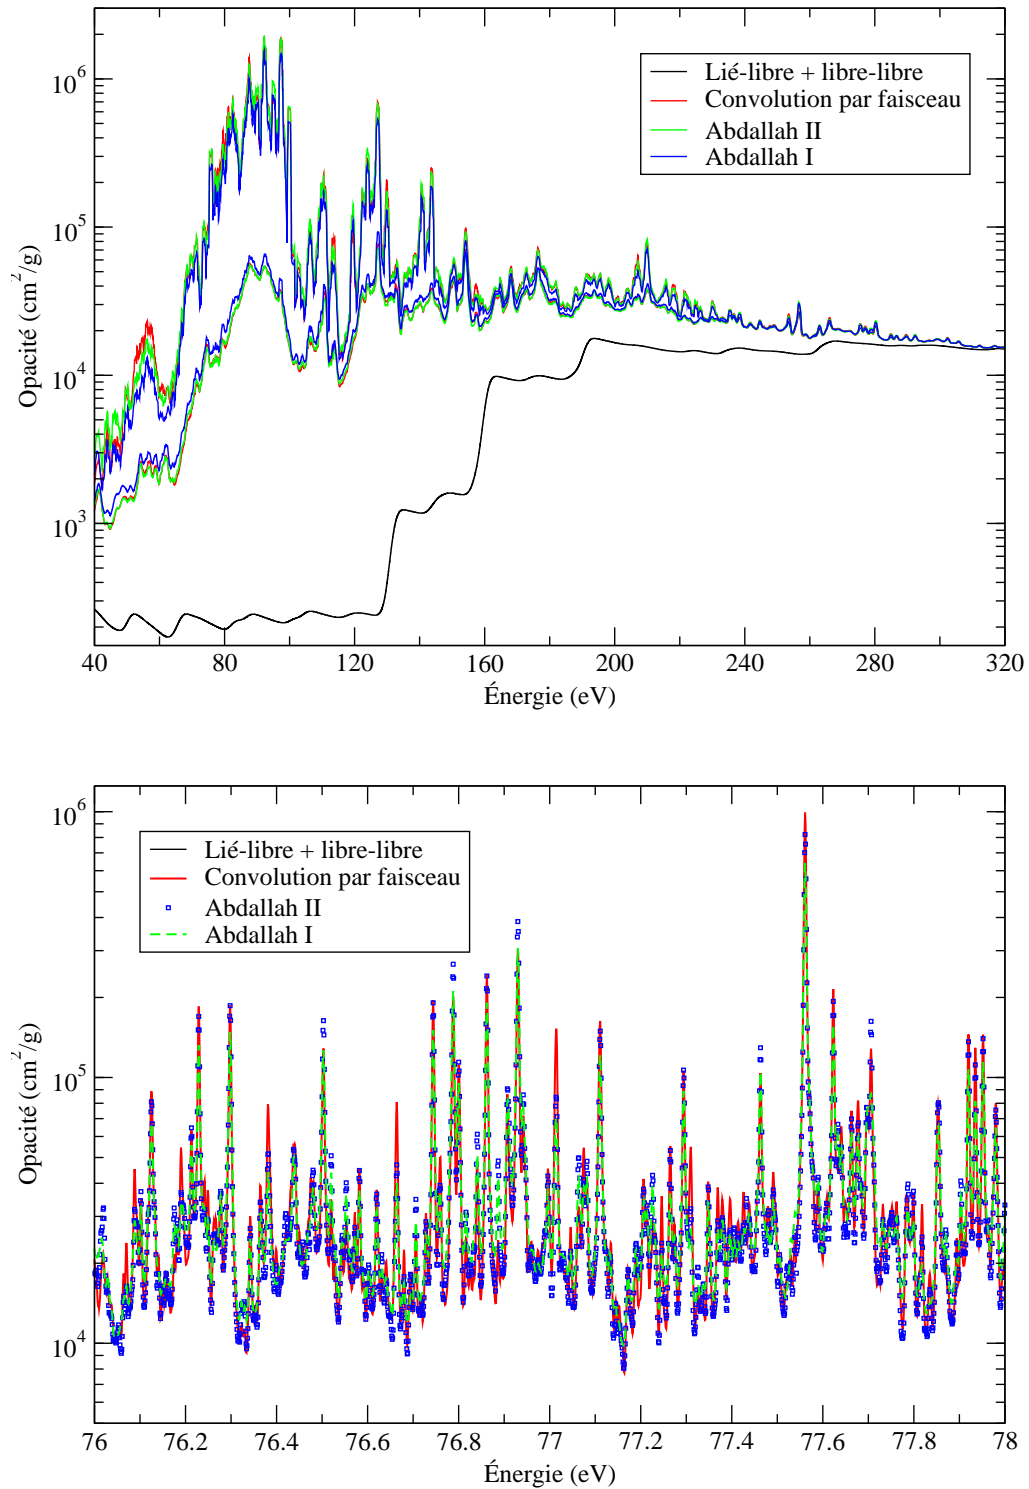 10^6
10^5
10^4
10^3
Opacité (cm^2/g)
Lié-libre + libre-libre
Convolution par faisceau
Abdallah II
Abdallah I
40 80 120 160 200 240 280 320
Énergie (eV)
10^6
10^5
10^4
Opacité (cm^2/g)
Lié-libre + libre-libre
Convolution par faisceau
Abdallah II
Abdallah I
76 76.2 76.4 76.6 76.8 77 77.2 77.4 77.6 77.8 78
Énergie (eV)